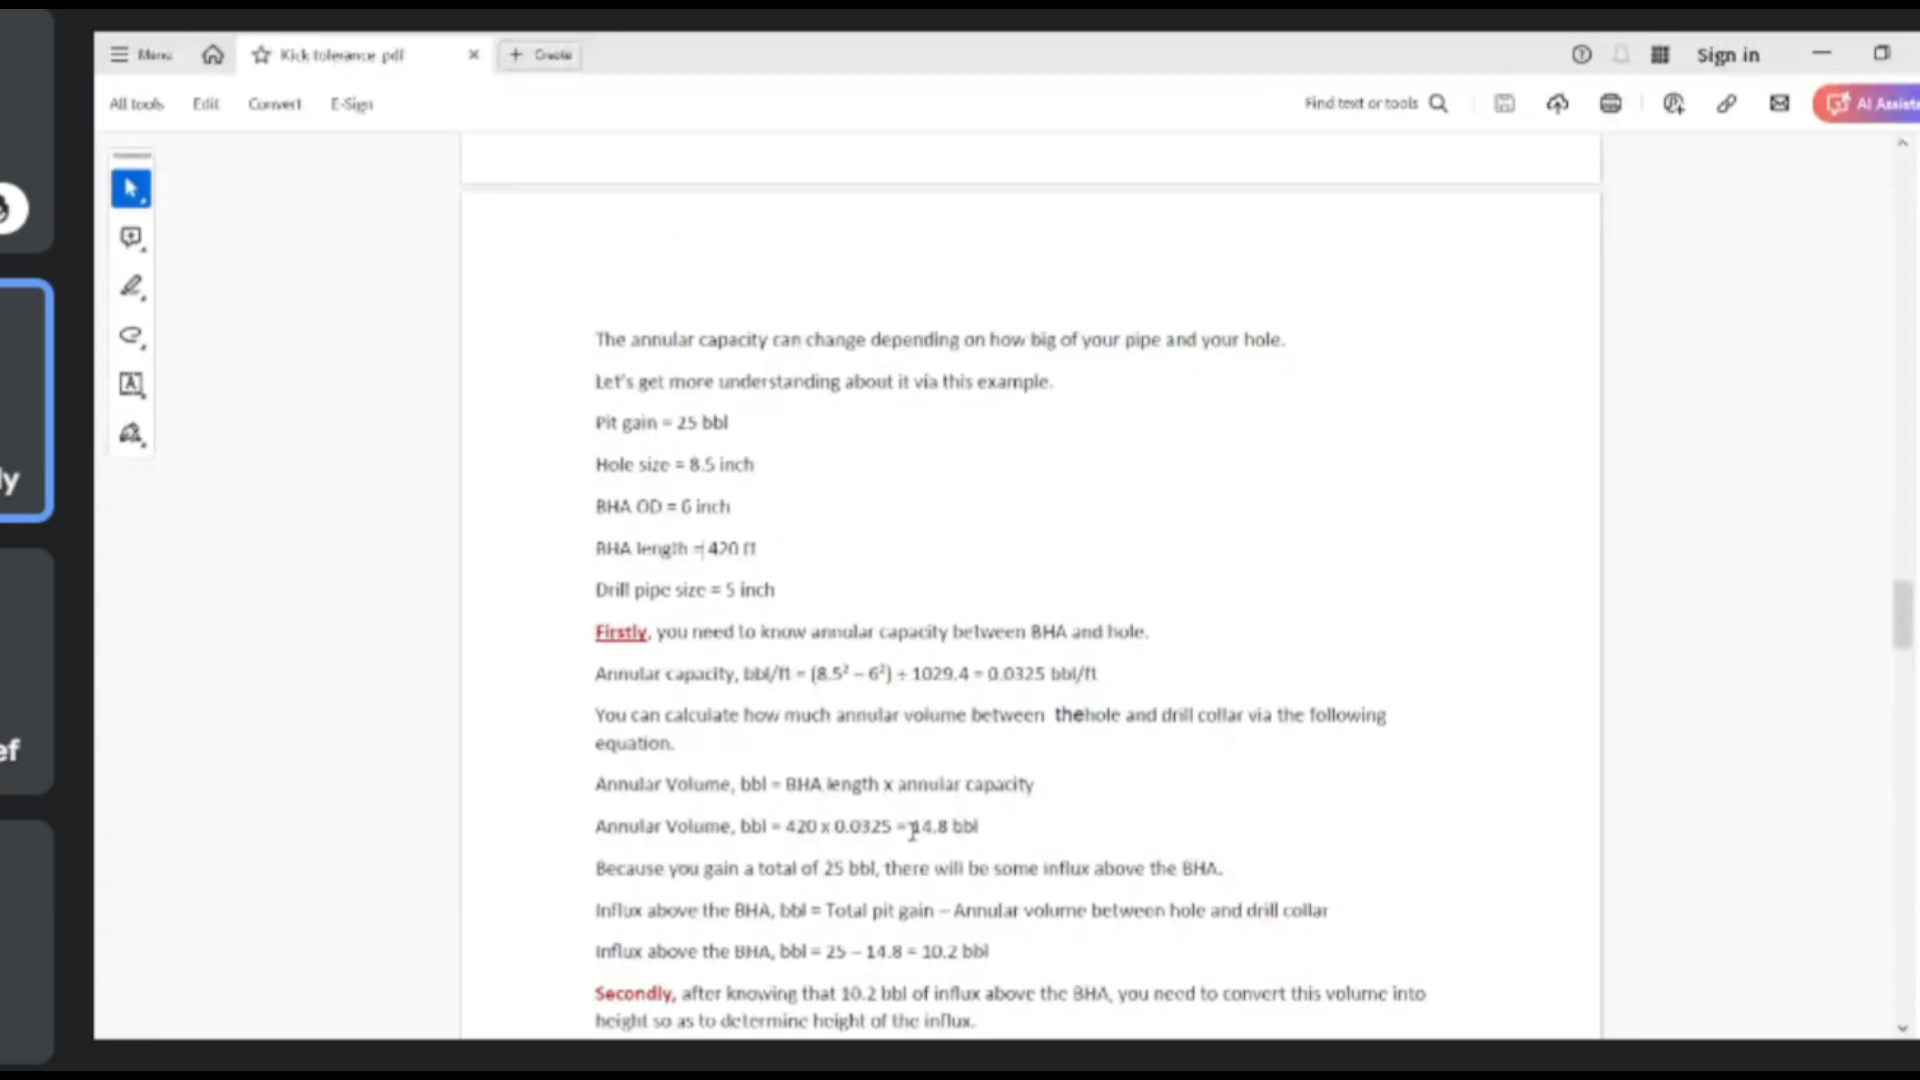 Menu
Kick tolerance.pdf
Create
Sign in
All tools
Edit
Convert
E-Sign
Find text or tools
AI Assist
ly
ef
The annular capacity can change depending on how big of your pipe and your hole.
Let's get more understanding about it via this example.
Pit gain = 25 bbl
Hole size = 8.5 inch
BHA OD = 6 inch
BHA length = 420 ft
Drill pipe size = 5 inch
Firstly, you need to know annular capacity between BHA and hole.
Annular capacity, bbl/ft = (8.5² – 6²) ÷ 1029.4 = 0.0325 bbl/ft
You can calculate how much annular volume between thehole and drill collar via the following
equation.
Annular Volume, bbl = BHA length x annular capacity
Annular Volume, bbl = 420 x 0.0325 = 14.8 bbl
Because you gain a total of 25 bbl, there will be some influx above the BHA.
Influx above the BHA, bbl = Total pit gain – Annular volume between hole and drill collar
Influx above the BHA, bbl = 25 – 14.8 = 10.2 bbl
Secondly, after knowing that 10.2 bbl of influx above the BHA, you need to convert this volume into
height so as to determine height of the influx.